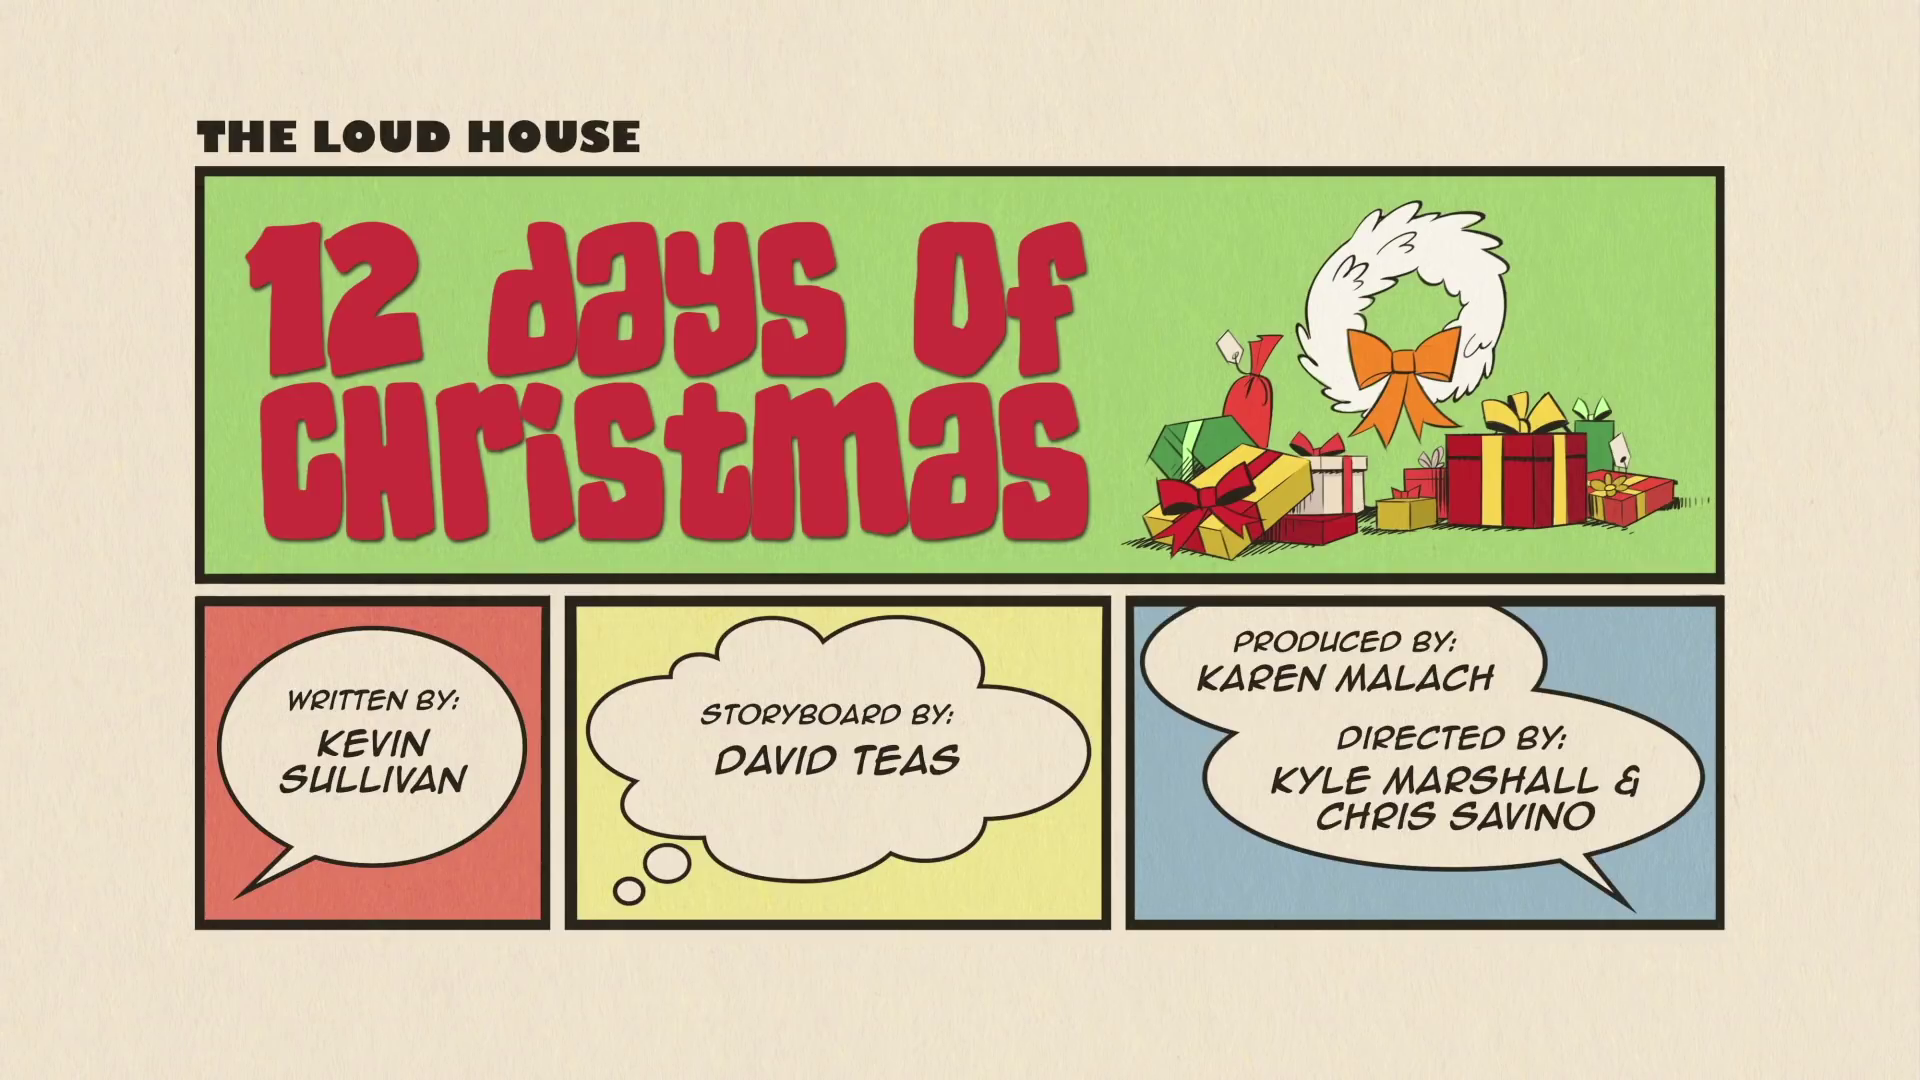 THE LOUD HOUSE
12 days of
CHristmas
WRITTEN BY:
KEVIN
SULLIVAN
STORYBOARD BY:
DAVID TEAS
PRODUCED BY:
KAREN MALACH
DIRECTED BY:
KYLE MARSHALL &
CHRIS SAVINO